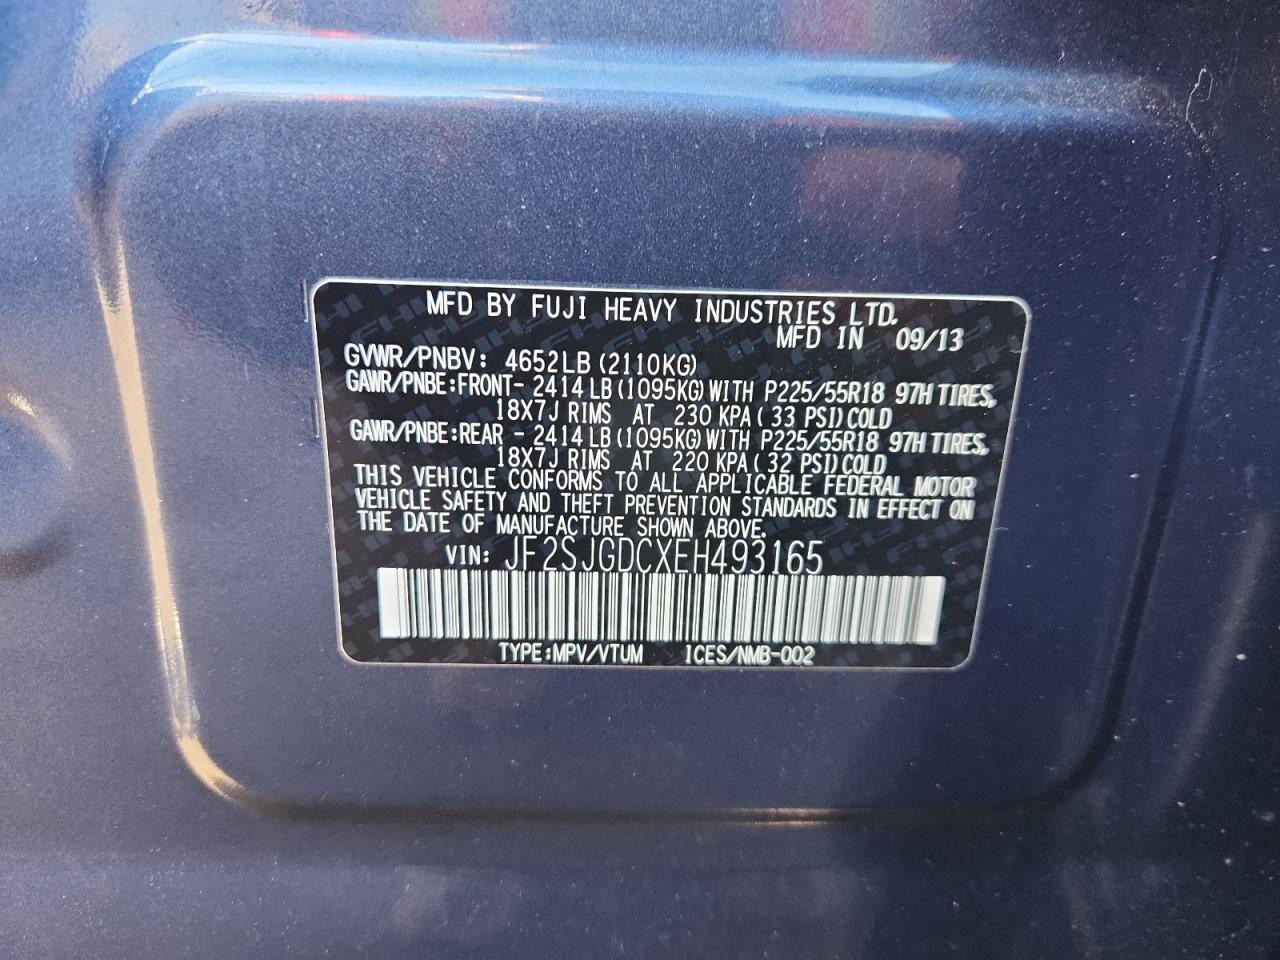 MFD BY FUJI HEAVY INDUSTRIES LTD.
MFD IN 09/13
GVWR/PNBV: 4652LB (2110KG)
GAWR/PNBE:FRONT- 2414 LB (1095KG) WITH P225/55R18 97H TIRES,
18X7J RIMS AT 230 KPA ( 33 PSI) COLD
GAWR/PNBE:REAR - 2414 LB (1095KG) WITH P225/55R18 97H TIRES,
18X7J RIMS AT 220 KPA ( 32 PSI) COLD
THIS VEHICLE CONFORMS TO ALL APPLICABLE FEDERAL MOTOR
VEHICLE SAFETY AND THEFT PREVENTION STANDARDS IN EFFECT ON
THE DATE OF MANUFACTURE SHOWN ABOVE.
VIN: JF2SJGDCXEH493165
TYPE:MPV/VTUM ICES/NMB-002